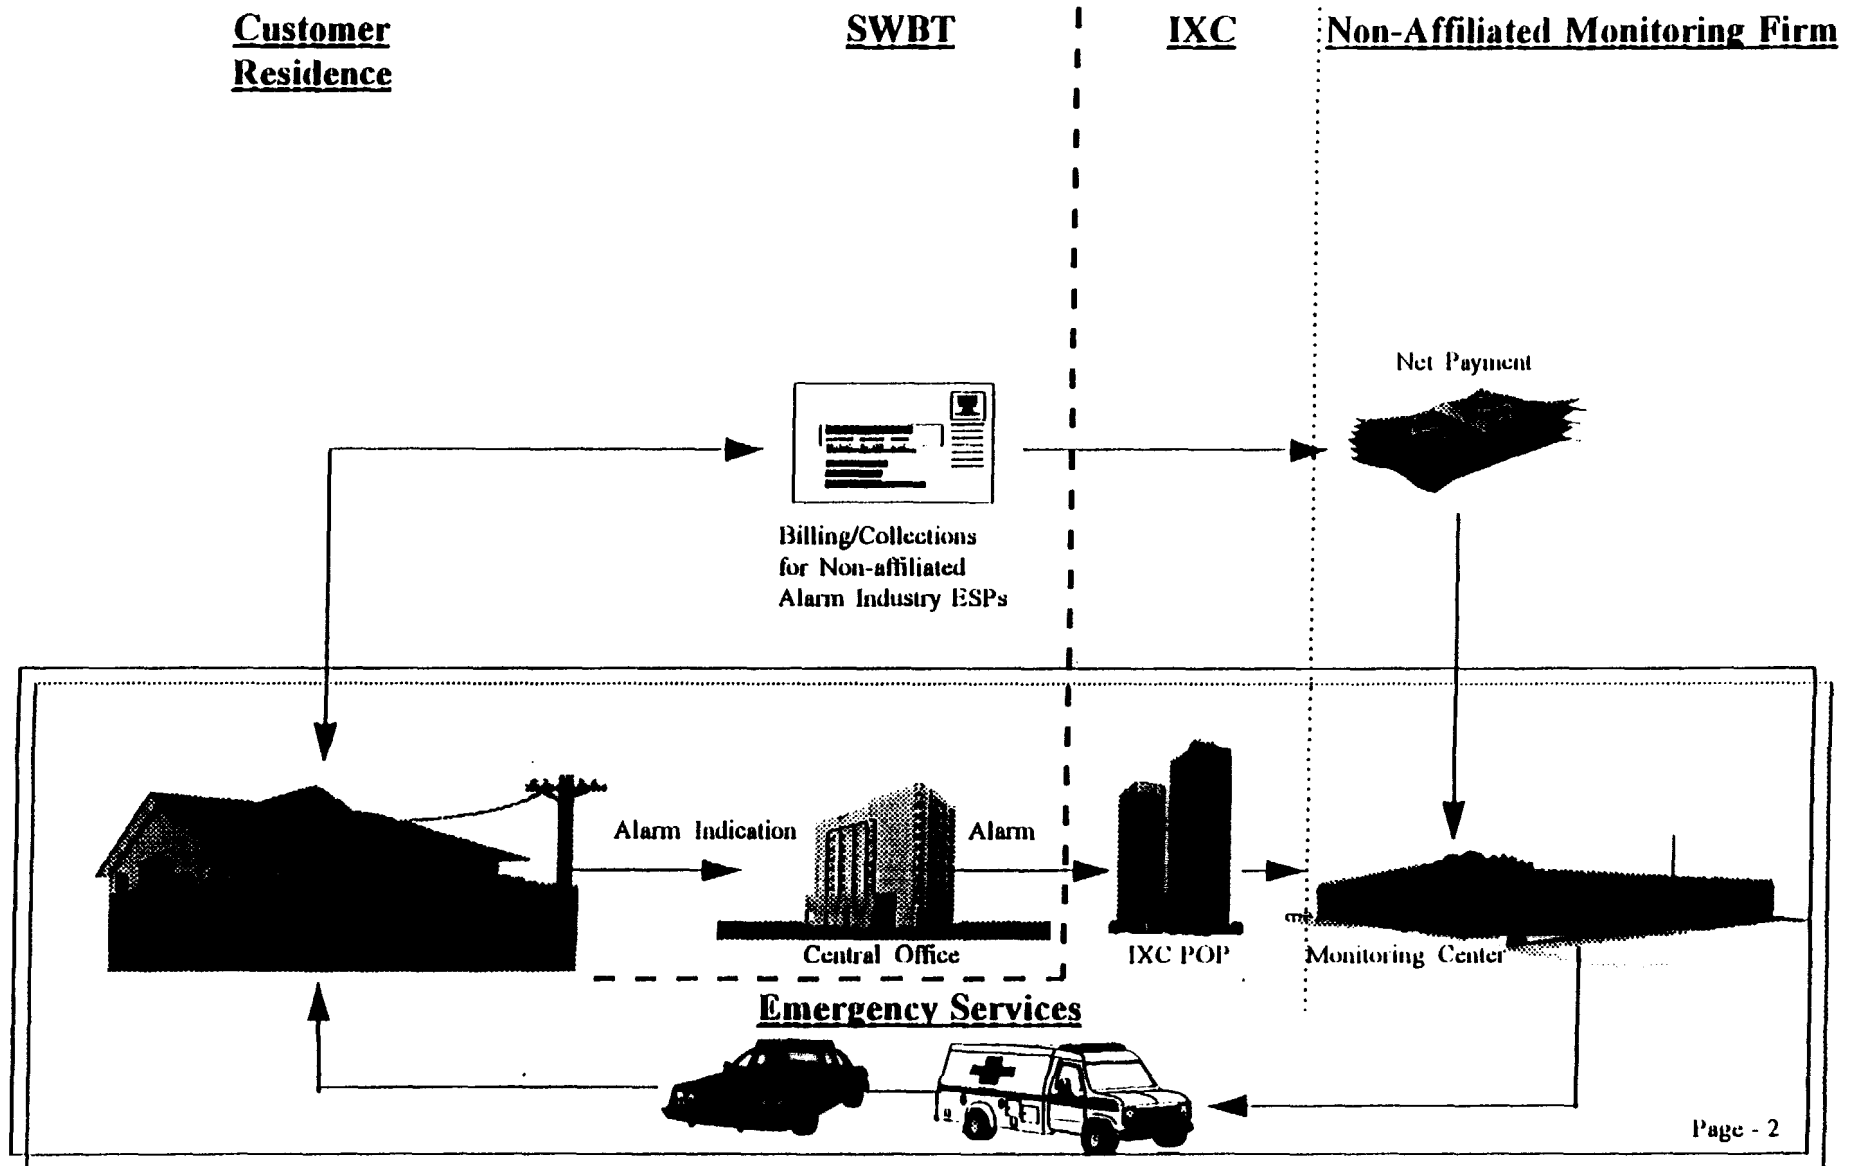 Customer
Residence
SWBT
IXC
Non-Affiliated Monitoring Firm
Net Payment
Billing/Collections
for Non-affiliated
Alarm Industry ESPs
Alarm Indication
Alarm
Central Office
IXC POP
Monitoring Center
Emergency Services
Page - 2